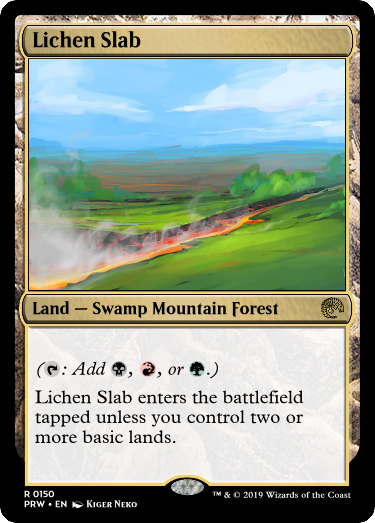 Lichen Slab
Land — Swamp Mountain Forest
(: Add , , or .)
Lichen Slab enters the battlefield
tapped unless you control two or
more basic lands.
R 0150
PRW • EN Kiger Neko
™ & © 2019 Wizards of the Coast